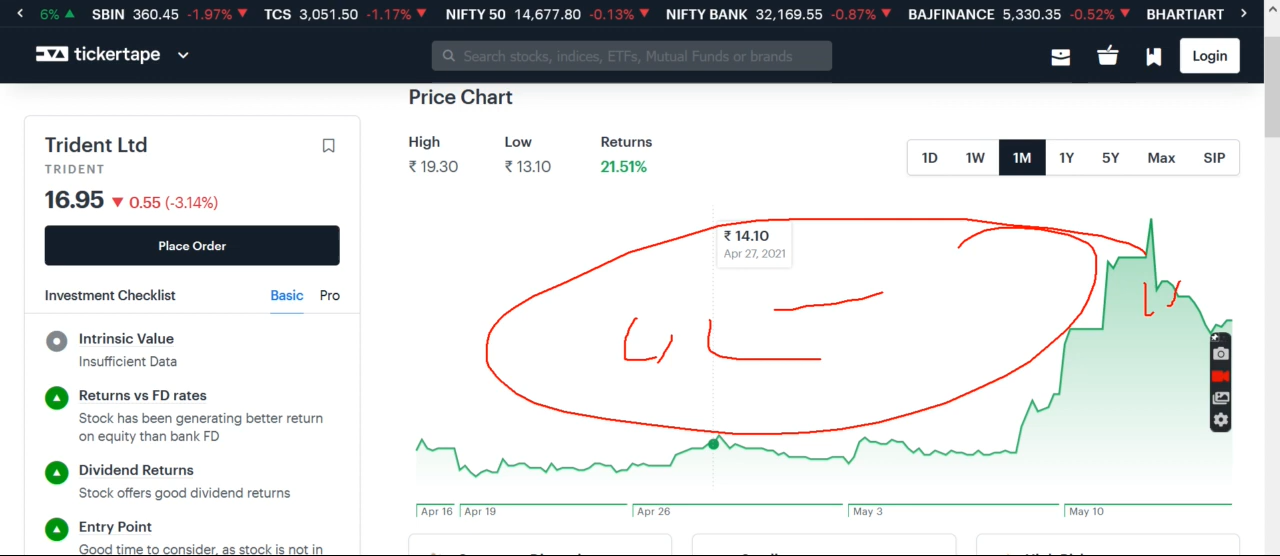 6% SBIN 360.45 -1.97% TCS 3,051.50 -1.17% NIFTY 50 14,677.80 -0.13% NIFTY BANK 32,169.55 -0.87% BAJFINANCE 5,330.35 -0.52% BHARTIART
tickertape
Search stocks, indices, ETFs, Mutual Funds or brands
Login
Trident Ltd
TRIDENT
16.95 0.55 (-3.14%)
Place Order
Investment Checklist Basic Pro
Intrinsic Value
Insufficient Data
Returns vs FD rates
Stock has been generating better return
on equity than bank FD
Dividend Returns
Stock offers good dividend returns
Entry Point
Good time to consider, as stock is not in
Price Chart
High Low Returns
₹ 19.30 ₹ 13.10 21.51%
1D 1W 1M 1Y 5Y Max SIP
₹ 14.10
Apr 27, 2021
Apr 16 Apr 19 Apr 26 May 3 May 10